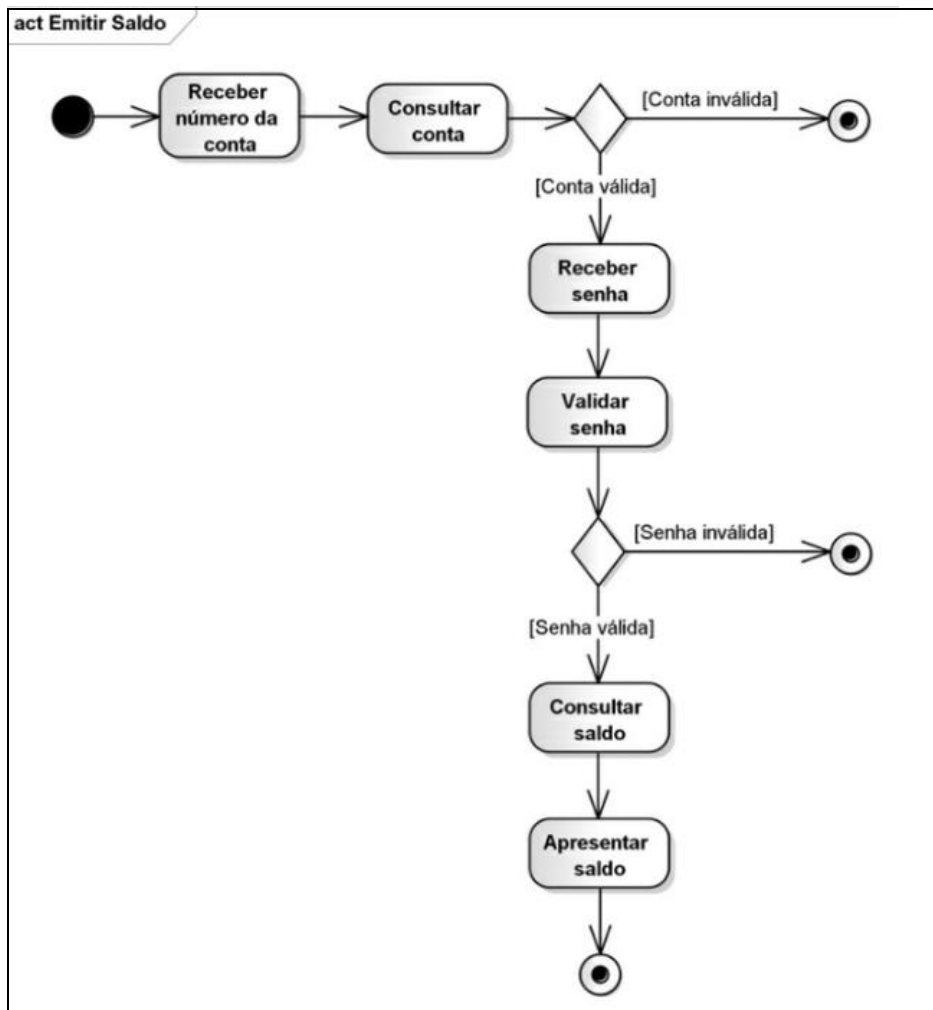 act Emitir Saldo
Receber
número da
conta
Consultar
conta
[Conta inválida]
[Conta válida]
Receber
senha
Validar
senha
[Senha inválida]
[Senha válida]
Consultar
saldo
Apresentar
saldo